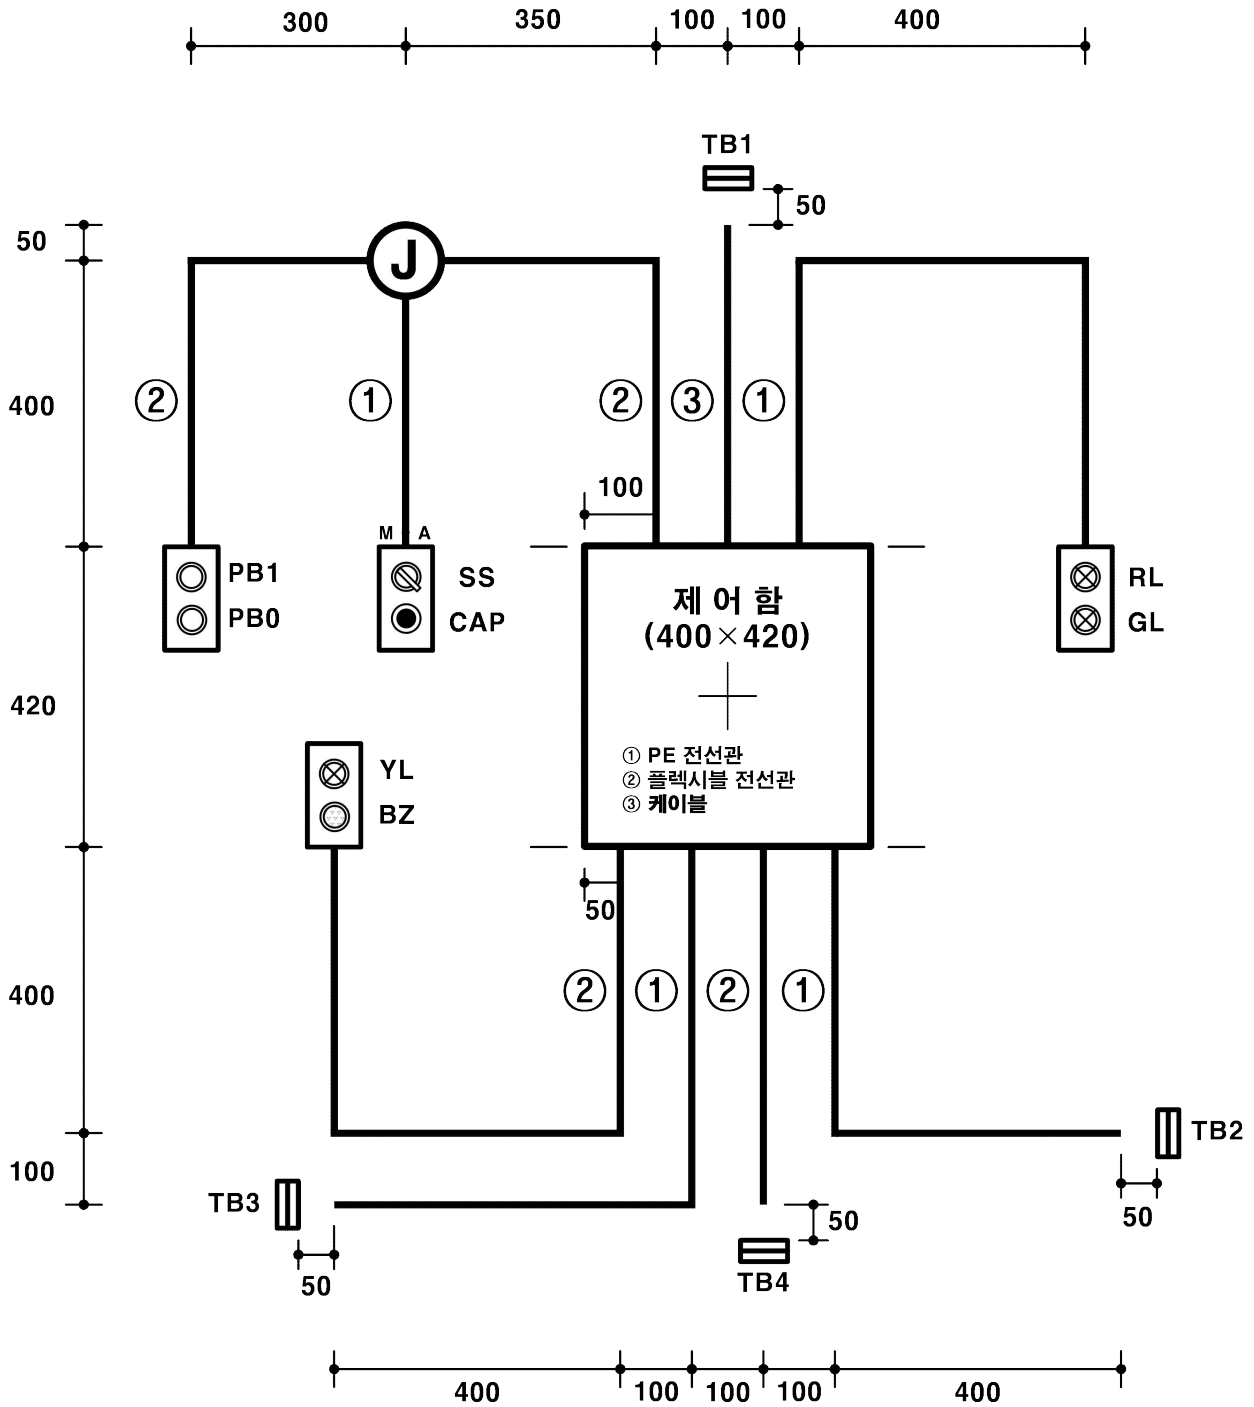 300 350 100 100 400
TB1
50
50
J
400
② ① ② ③ ①
100
M A
PB1
PB0
SS
CAP
제어함
(400×420)
① PE 전선관
② 플렉시블 전선관
③ 케이블
RL
GL
420
YL
BZ
50
400
② ① ② ①
100
TB3
50
50
TB4
TB2
50
400 100 100 100 400